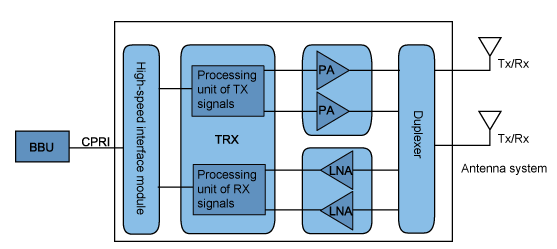 BBU
CPRI
High-speed interface module
Processing
unit of TX
signals
TRX
Processing
unit of RX
signals
PA
PA
LNA
LNA
Duplexer
Tx/Rx
Tx/Rx
Antenna system